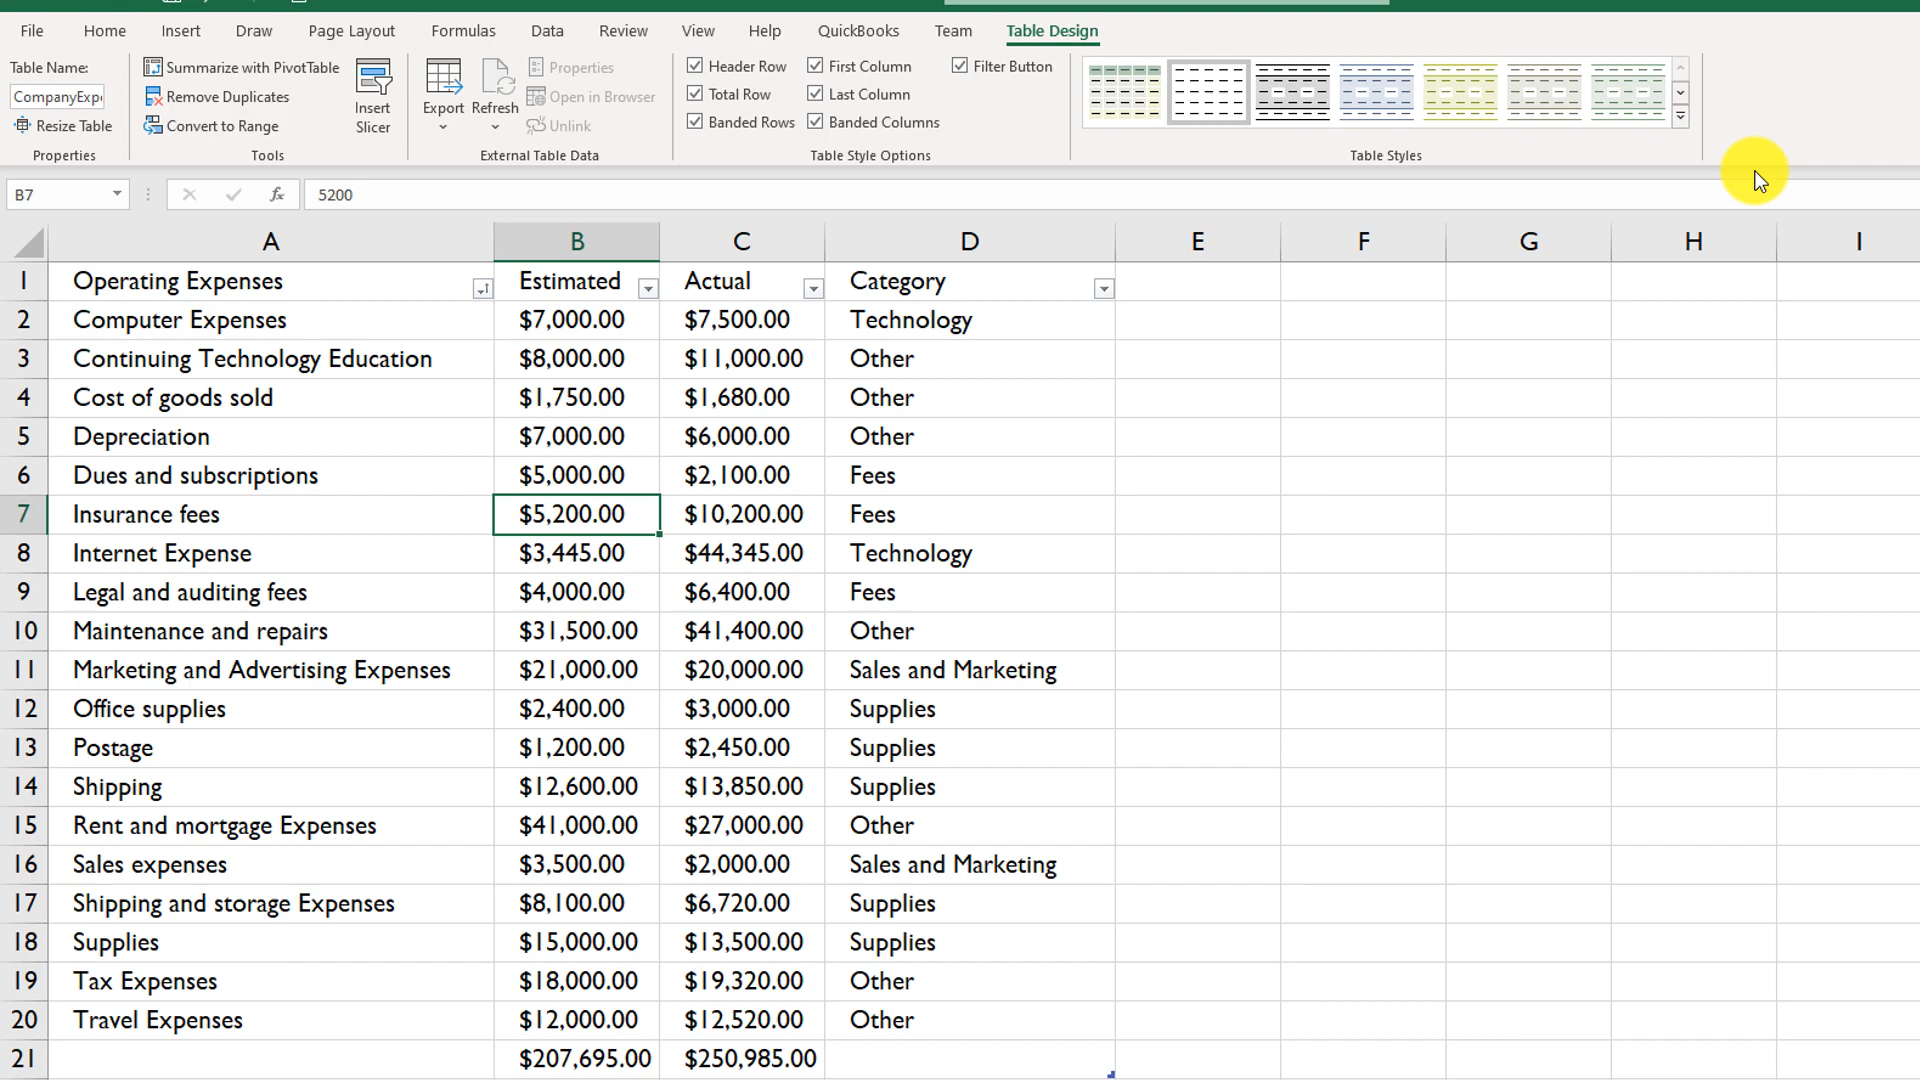 File Home Insert Draw Page Layout Formulas Data Review View Help QuickBooks Team Table Design
Table Name: Summarize with PivotTable Properties Header Row First Column Filter Button
CompanyExp Remove Duplicates Insert Slicer Export Refresh Open in Browser Total Row Last Column
Resize Table Convert to Range Unlink Banded Rows Banded Columns
Properties Tools External Table Data Table Style Options Table Styles
B7 fx 5200
A B C D E F G H I
1 Operating Expenses Estimated Actual Category
2 Computer Expenses $7,000.00 $7,500.00 Technology
3 Continuing Technology Education $8,000.00 $11,000.00 Other
4 Cost of goods sold $1,750.00 $1,680.00 Other
5 Depreciation $7,000.00 $6,000.00 Other
6 Dues and subscriptions $5,000.00 $2,100.00 Fees
7 Insurance fees $5,200.00 $10,200.00 Fees
8 Internet Expense $3,445.00 $44,345.00 Technology
9 Legal and auditing fees $4,000.00 $6,400.00 Fees
10 Maintenance and repairs $31,500.00 $41,400.00 Other
11 Marketing and Advertising Expenses $21,000.00 $20,000.00 Sales and Marketing
12 Office supplies $2,400.00 $3,000.00 Supplies
13 Postage $1,200.00 $2,450.00 Supplies
14 Shipping $12,600.00 $13,850.00 Supplies
15 Rent and mortgage Expenses $41,000.00 $27,000.00 Other
16 Sales expenses $3,500.00 $2,000.00 Sales and Marketing
17 Shipping and storage Expenses $8,100.00 $6,720.00 Supplies
18 Supplies $15,000.00 $13,500.00 Supplies
19 Tax Expenses $18,000.00 $19,320.00 Other
20 Travel Expenses $12,000.00 $12,520.00 Other
21 $207,695.00 $250,985.00